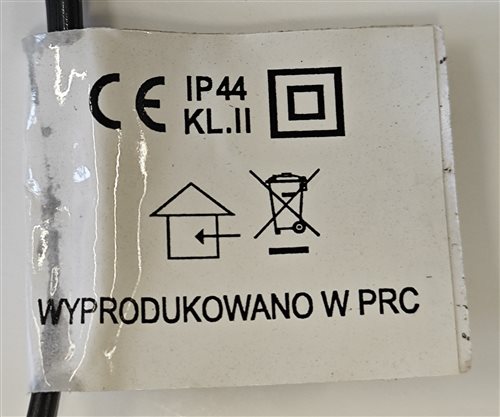 CE IP44
KL.II
WYPRODUKOWANO W PRC